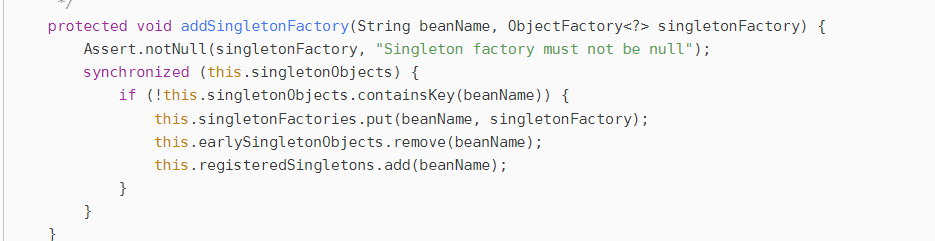 */
protected void addSingletonFactory(String beanName, ObjectFactory<?> singletonFactory) {
    Assert.notNull(singletonFactory, "Singleton factory must not be null");
    synchronized (this.singletonObjects) {
        if (!this.singletonObjects.containsKey(beanName)) {
            this.singletonFactories.put(beanName, singletonFactory);
            this.earlySingletonObjects.remove(beanName);
            this.registeredSingletons.add(beanName);
        }
    }
}